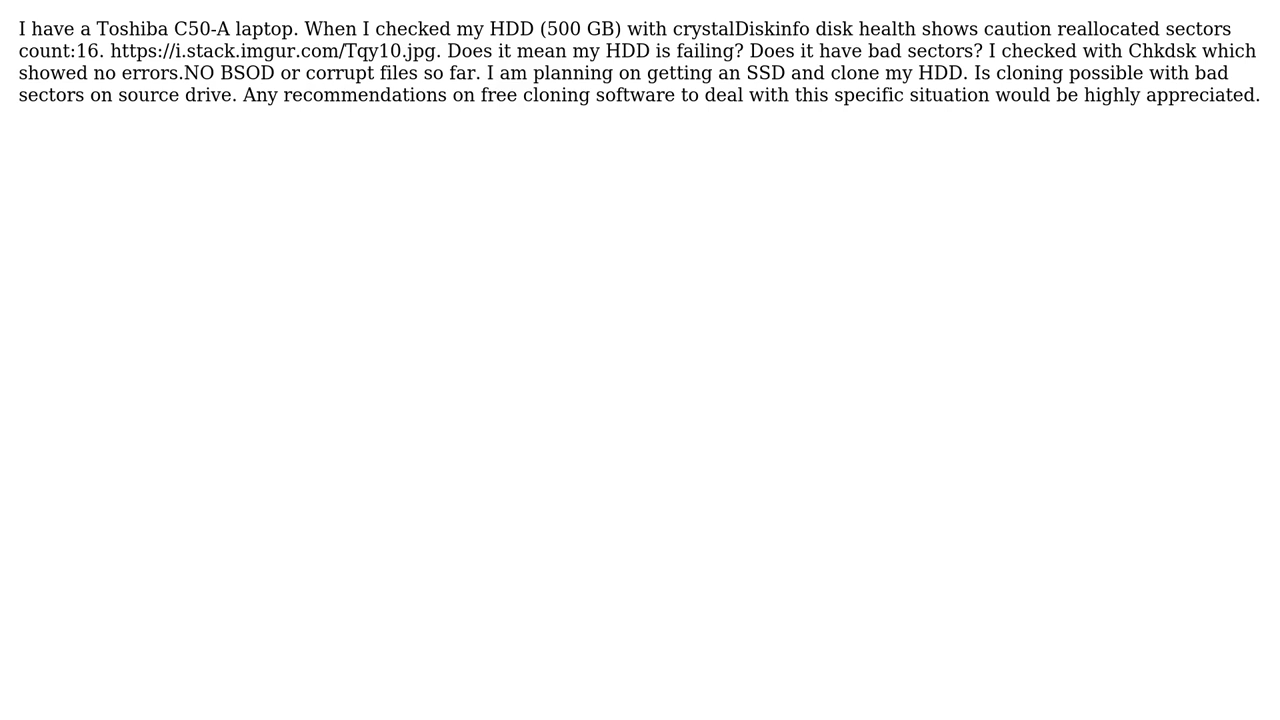 I have a Toshiba C50-A laptop. When I checked my HDD (500 GB) with crystalDiskinfo disk health shows caution reallocated sectors
count:16. https://i.stack.imgur.com/Tqy10.jpg. Does it mean my HDD is failing? Does it have bad sectors? I checked with Chkdsk which
showed no errors.NO BSOD or corrupt files so far. I am planning on getting an SSD and clone my HDD. Is cloning possible with bad
sectors on source drive. Any recommendations on free cloning software to deal with this specific situation would be highly appreciated.